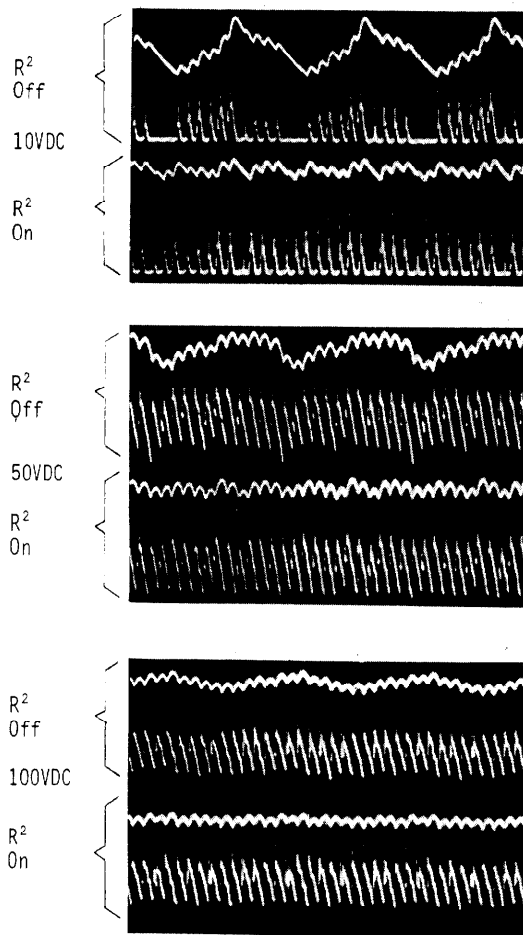 R²
Off
10VDC
R²
On
R²
Off
50VDC
R²
On
R²
Off
100VDC
R²
On